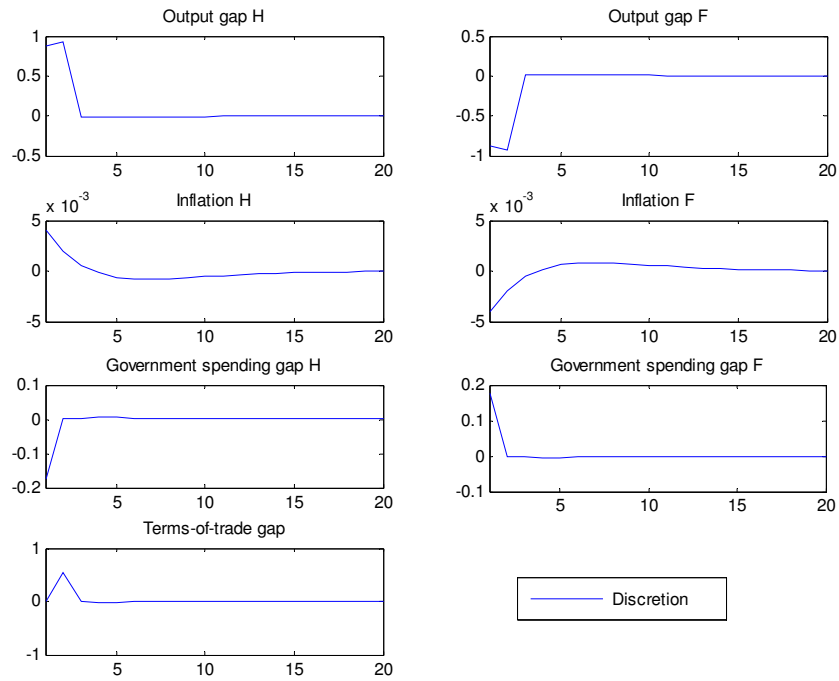 Output gap H
1
0.5
0
-0.5
5 10 15 20
Output gap F
0.5
0
-0.5
-1
5 10 15 20
x 10^-3
Inflation H
5
0
-5
5 10 15 20
x 10^-3
Inflation F
5
0
-5
5 10 15 20
Government spending gap H
0.1
0
-0.1
-0.2
5 10 15 20
Government spending gap F
0.2
0.1
0
-0.1
5 10 15 20
Terms-of-trade gap
1
0
-1
5 10 15 20
Discretion